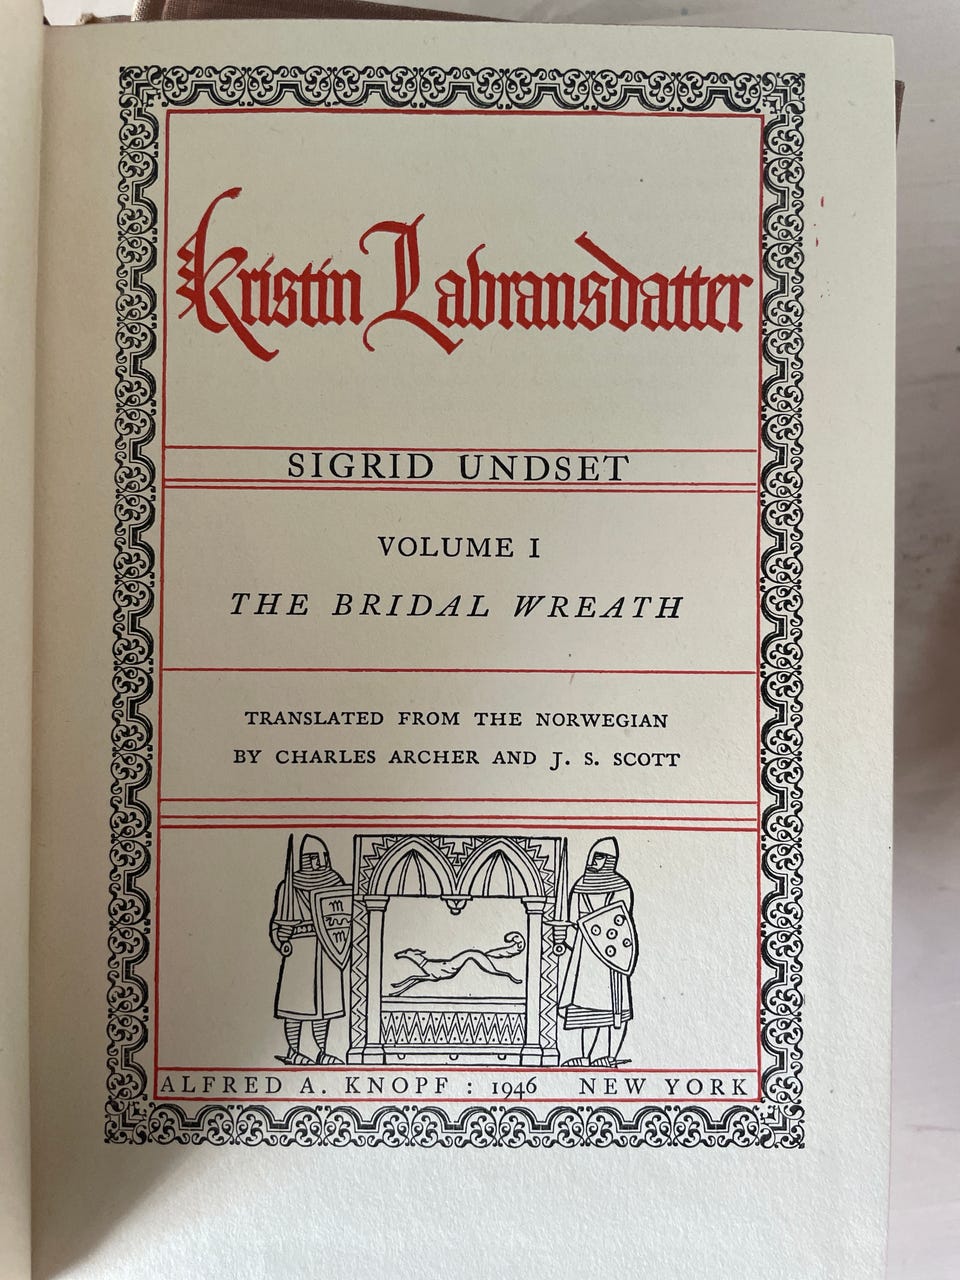 Kristin Lavransdatter
SIGRID UNDSET
VOLUME I
THE BRIDAL WREATH
TRANSLATED FROM THE NORWEGIAN
BY CHARLES ARCHER AND J. S. SCOTT
ALFRED A. KNOPF : 1946 NEW YORK